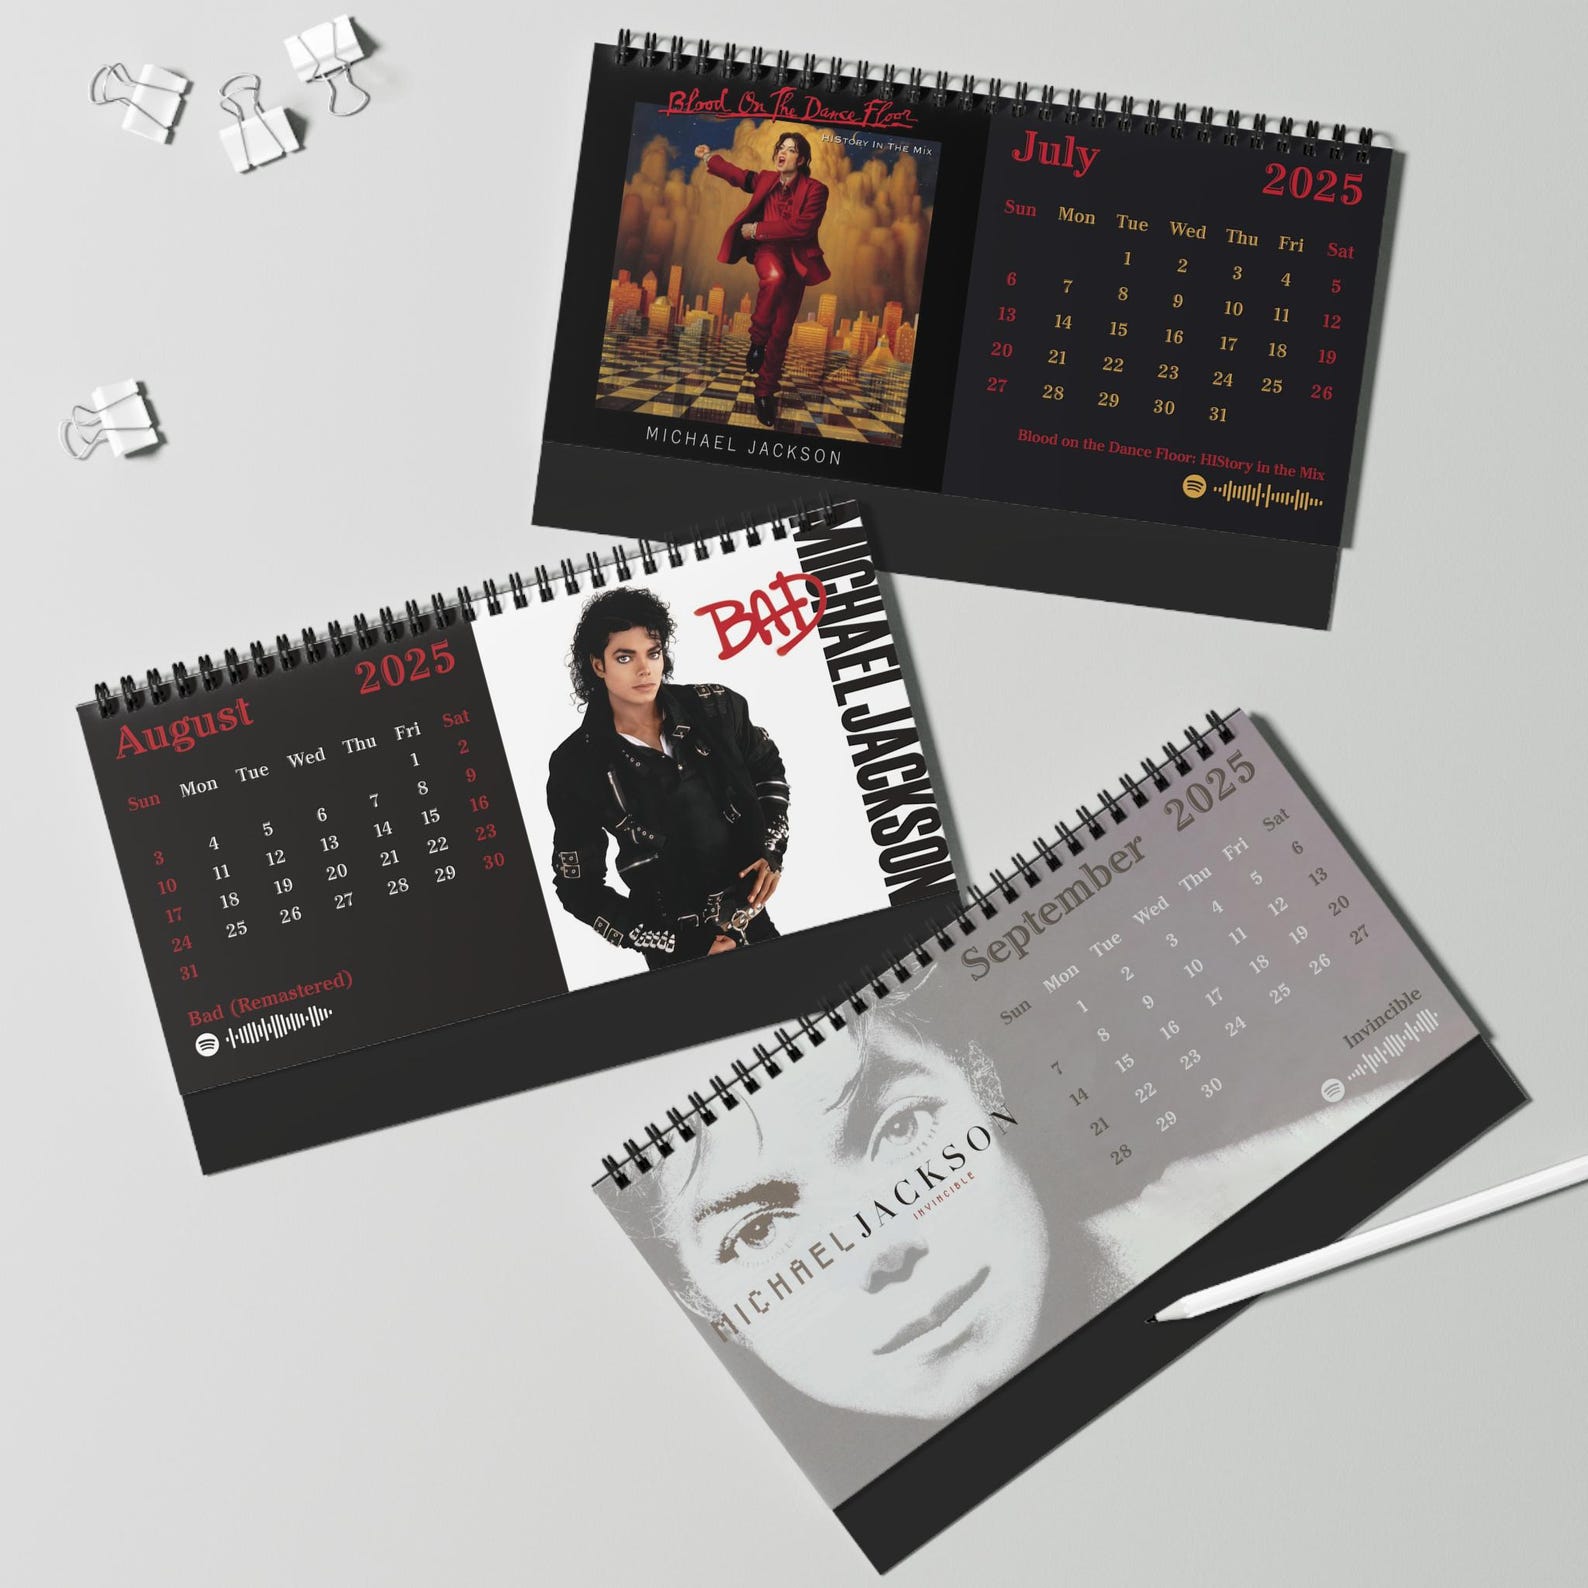 Blood On The Dance Floor
HIStory In The Mix
MICHAEL JACKSON
July
2025
Sun Mon Tue Wed Thu Fri Sat
1 2 3 4 5
6 7 8 9 10 11 12
13 14 15 16 17 18 19
20 21 22 23 24 25 26
27 28 29 30 31
Blood on the Dance Floor: HIStory in the Mix
August
2025
Sun Mon Tue Wed Thu Fri Sat
1 2
3 4 5 6 7 8 9
10 11 12 13 14 15 16
17 18 19 20 21 22 23
24 25 26 27 28 29 30
31
Bad (Remastered)
BAD
MICHAEL JACKSON
September
2025
Sun Mon Tue Wed Thu Fri Sat
1 2 3 4 5 6
7 8 9 10 11 12 13
14 15 16 17 18 19 20
21 22 23 24 25 26 27
28 29 30
Invincible
MICHAEL JACKSON
INVINCIBLE